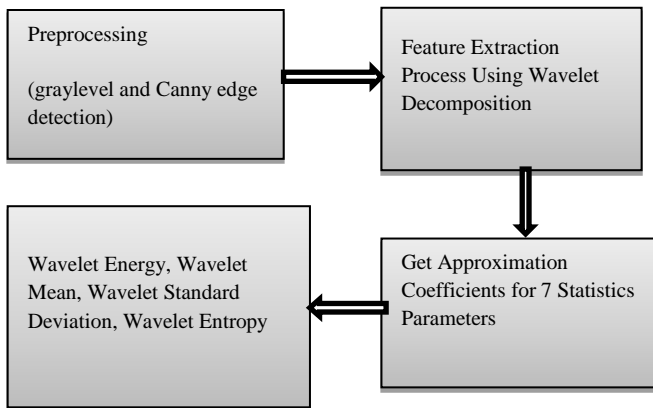 Preprocessing
(graylevel and Canny edge
detection)
Feature Extraction
Process Using Wavelet
Decomposition
Get Approximation
Coefficients for 7 Statistics
Parameters
Wavelet Energy, Wavelet
Mean, Wavelet Standard
Deviation, Wavelet Entropy